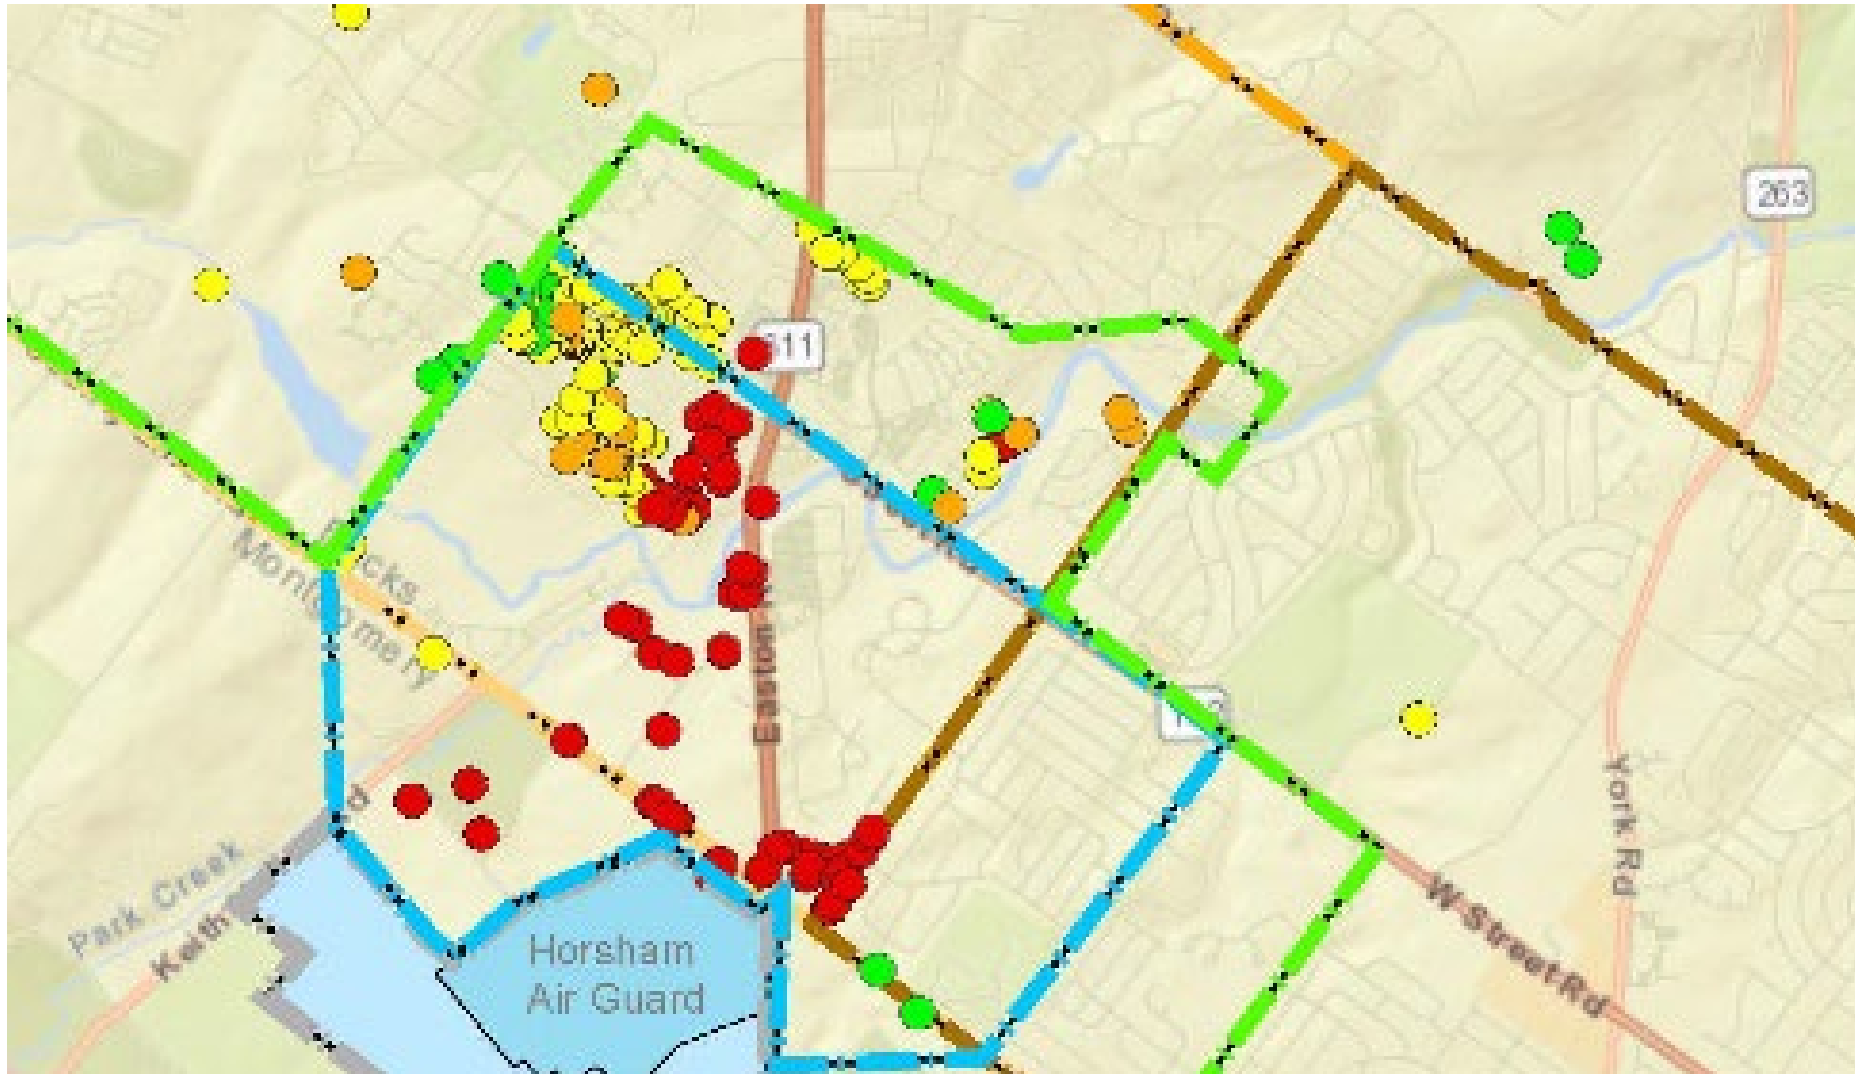 263
611
Bucks
Montgomery
Easton
Park Creek
Keith
d
York Rd
W Street Rd
Horsham
Air Guard